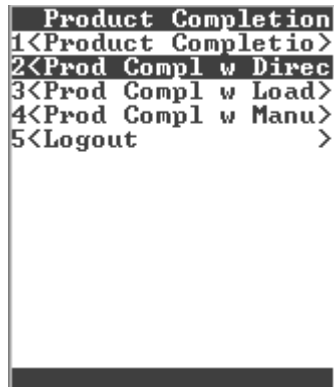 Product Completion
1<Product Completio>
2<Prod Compl w Direc
3<Prod Compl w Load>
4<Prod Compl w Manu>
5<Logout >